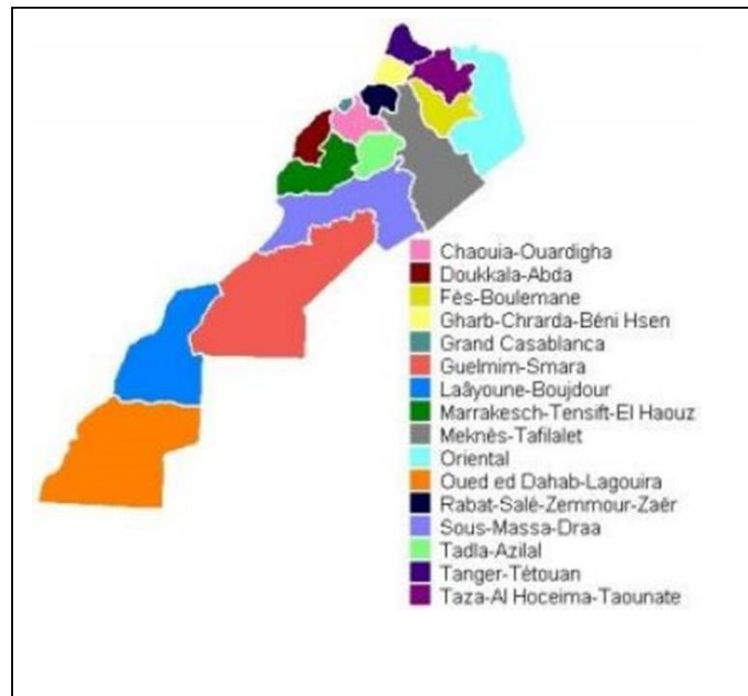 Chaouia-Ouardigha
Doukkala-Abda
Fès-Boulemane
Gharb-Chrarda-Béni Hsen
Grand Casablanca
Guelmim-Smara
Laâyoune-Boujdour
Marrakesch-Tensift-El Haouz
Meknès-Tafilalet
Oriental
Oued ed Dahab-Lagouira
Rabat-Salé-Zemmour-Zaër
Sous-Massa-Draa
Tadla-Azilal
Tanger-Tétouan
Taza-Al Hoceima-Taounate